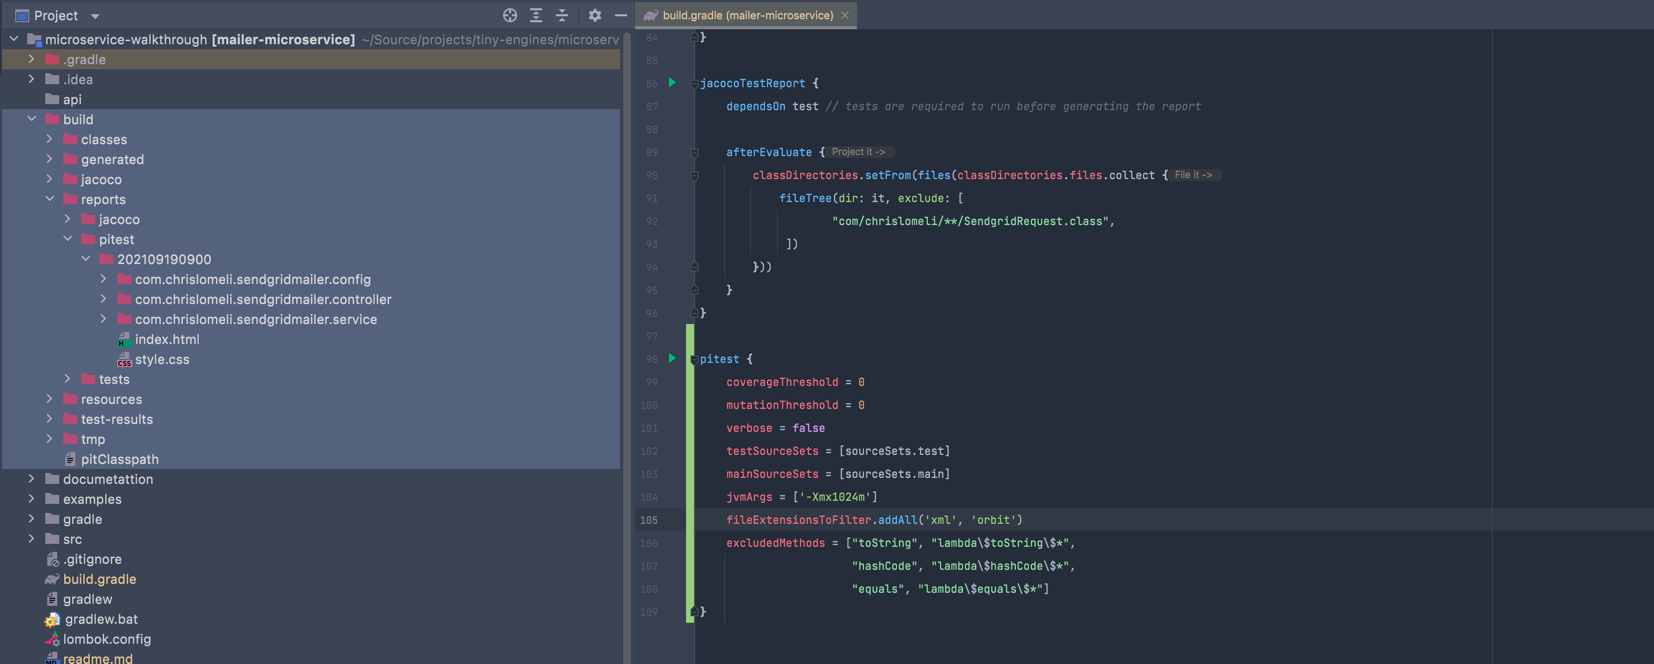 Project
microservice-walkthrough [mailer-microservice] ~/Source/projects/tiny-engines/microserv
.gradle
.idea
api
build
classes
generated
jacoco
reports
jacoco
pitest
202109190900
com.chrislomeli.sendgridmailer.config
com.chrislomeli.sendgridmailer.controller
com.chrislomeli.sendgridmailer.service
index.html
style.css
tests
resources
test-results
tmp
pitClasspath
documetattion
examples
gradle
src
.gitignore
build.gradle
gradlew
gradlew.bat
lombok.config
readme.md
build.gradle (mailer-microservice)
84 }
85
86 jacocoTestReport {
87 dependsOn test // tests are required to run before generating the report
88
89 afterEvaluate { Project it ->
90 classDirectories.setFrom(files(classDirectories.files.collect { File it ->
91 fileTree(dir: it, exclude: [
92 "com/chrislomeli/**/SendgridRequest.class",
93 ])
94 }))
95 }
96 }
97
98 pitest {
99 coverageThreshold = 0
100 mutationThreshold = 0
101 verbose = false
102 testSourceSets = [sourceSets.test]
103 mainSourceSets = [sourceSets.main]
104 jvmArgs = ['-Xmx1024m']
105 fileExtensionsToFilter.addAll('xml', 'orbit')
106 excludedMethods = ["toString", "lambda\$toString\$*",
107 "hashCode", "lambda\$hashCode\$*",
108 "equals", "lambda\$equals\$*"]
109 }